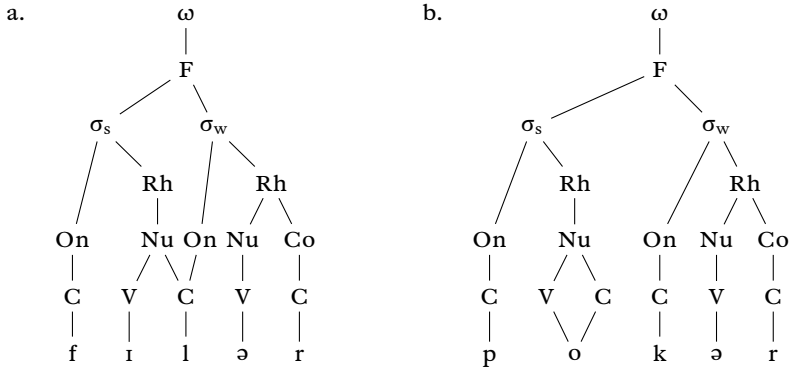 a. ω b. ω
F F
σs σw σs σw
Rh Rh Rh Rh
On Nu On Nu Co On Nu On Nu Co
C V C V C C V C C V C
f ɪ l ə r p o k ə r